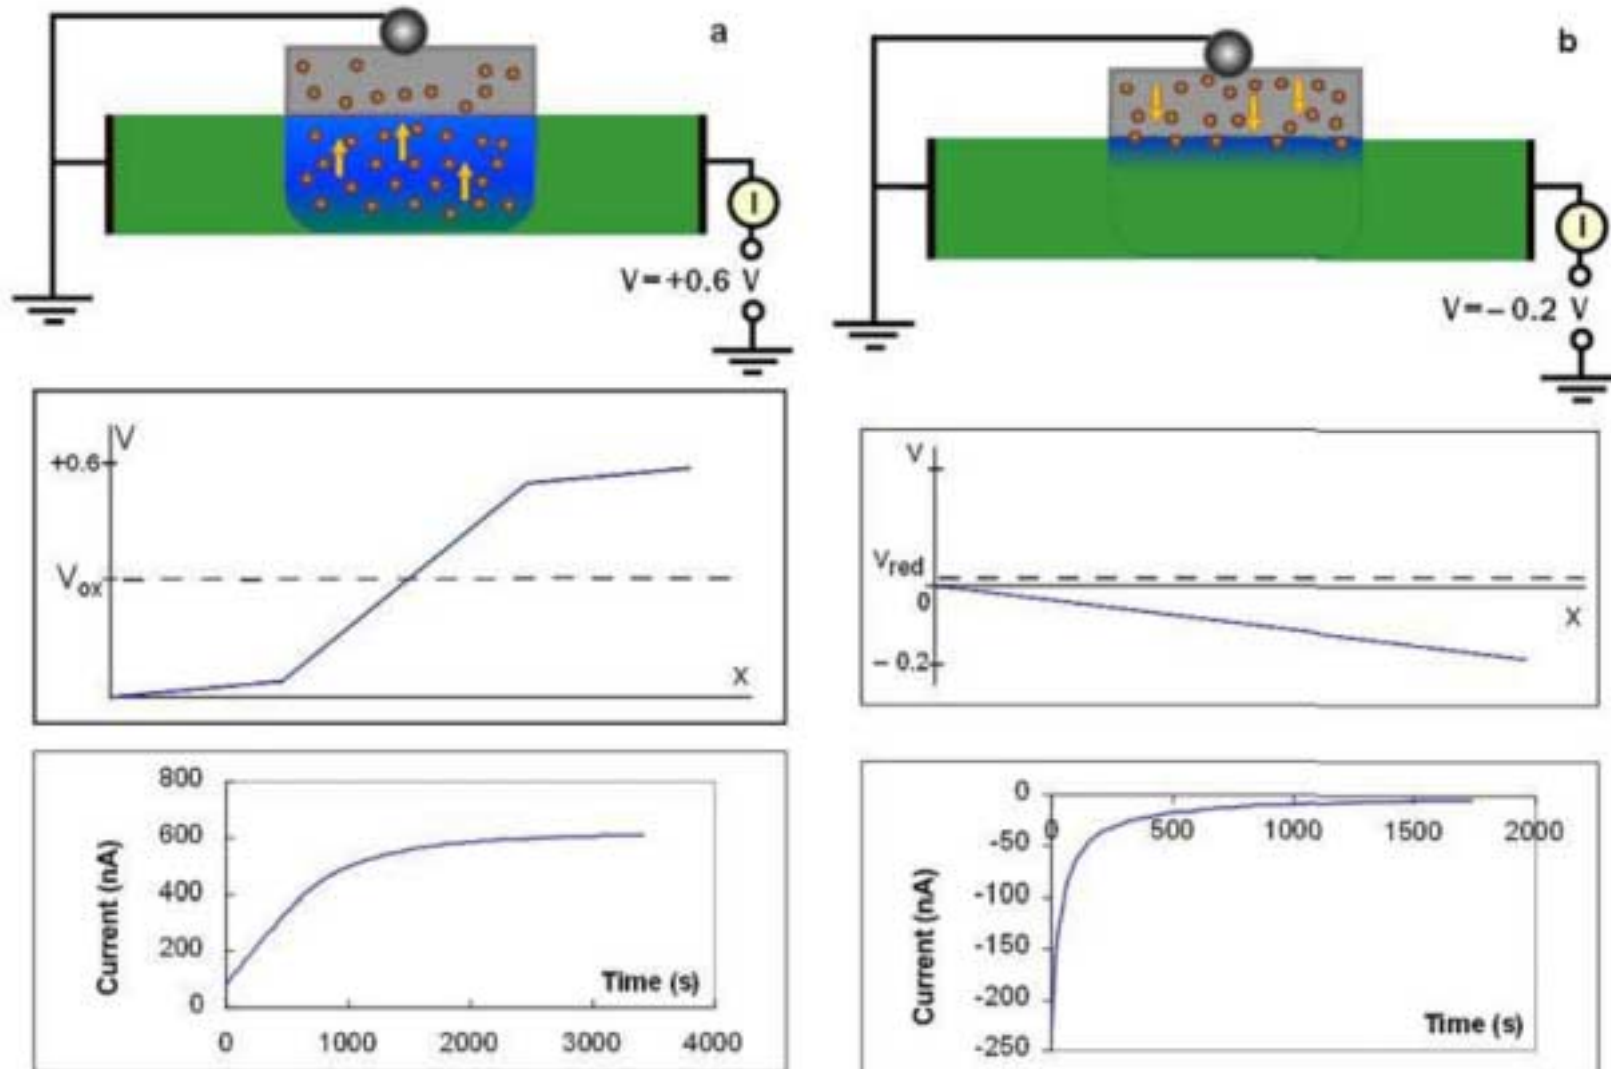 a
I
V=+0.6 V
b
I
V=−0.2 V
V
+0.6
Vox
x
V
Vred
0
x
−0.2
800
600
400
200
0
Current (nA)
Time (s)
0 1000 2000 3000 4000
0
-50
-100
-150
-200
-250
Current (nA)
0 500 1000 1500 2000
Time (s)